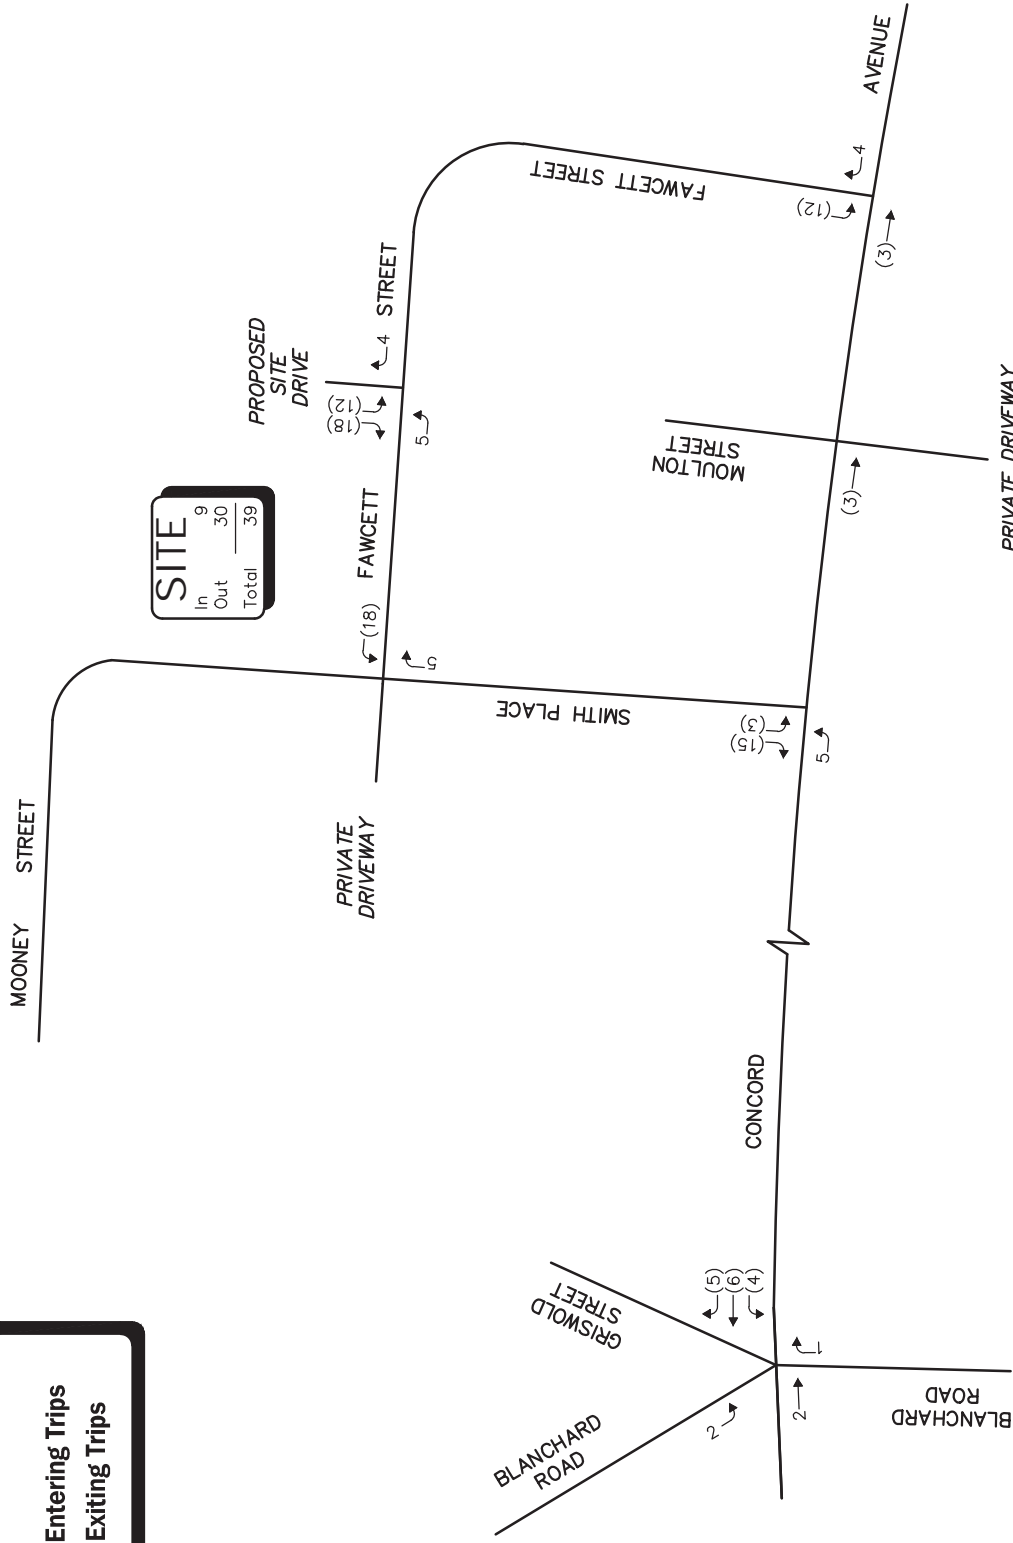 Entering Trips
Exiting Trips
MOONEY STREET
SITE
In 9
Out 30
Total 39
PROPOSED
SITE
DRIVE
(12)
(18)
4
5
FAWCETT STREET
(18)
5
PRIVATE
DRIVEWAY
SMITH PLACE
(3)
(15)
5
FAWCETT STREET
(12)
4
(3)
MOULTON
STREET
(3)
PRIVATE DRIVEWAY
CONCORD AVENUE
GRISWOLD
STREET
(5)
(6)
(4)
BLANCHARD
ROAD
2
2
1
BLANCHARD
ROAD